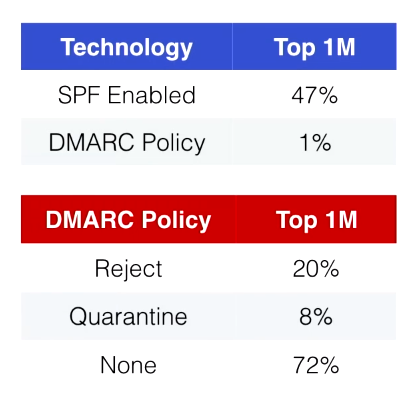 Technology Top 1M
SPF Enabled 47%
DMARC Policy 1%
DMARC Policy Top 1M
Reject 20%
Quarantine 8%
None 72%